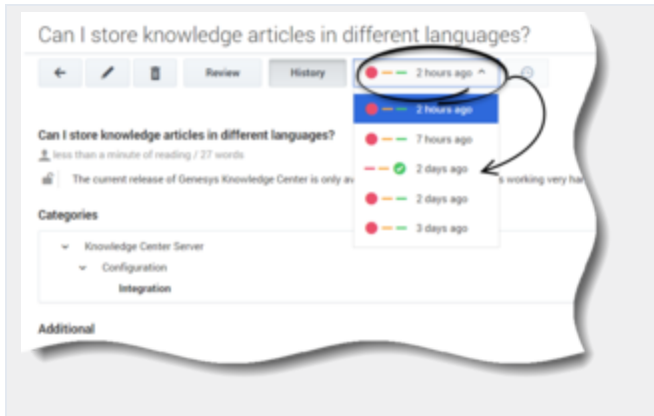 Can I store knowledge articles in different languages?
Review History 2 hours ago
2 hours ago
7 hours ago
2 days ago
2 days ago
3 days ago
Can I store knowledge articles in different languages?
less than a minute of reading / 27 words
The current release of Genesys Knowledge Center is only s working very
Categories
Knowledge Center Server
Configuration
Integration
Additional